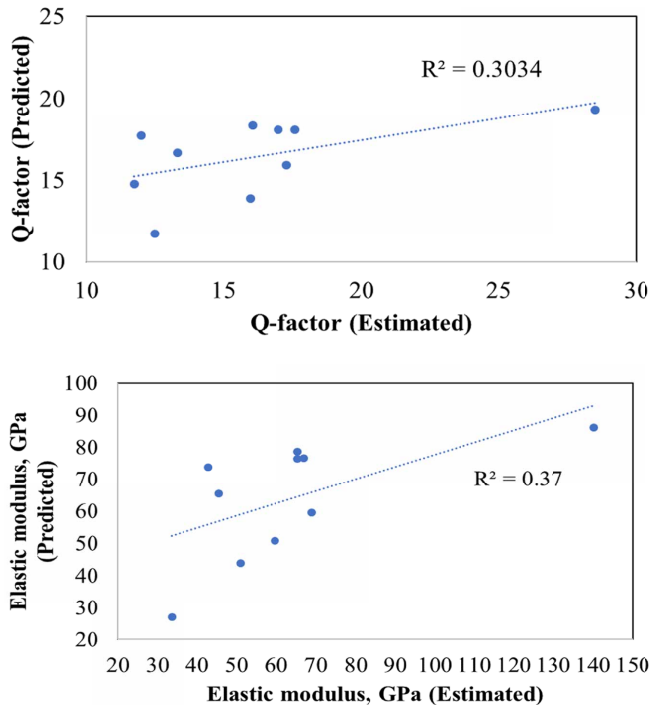 25
20
15
10
Q-factor (Predicted)
R² = 0.3034
10 15 20 25 30
Q-factor (Estimated)
100
90
80
70
60
50
40
30
20
Elastic modulus, GPa
(Predicted)
R² = 0.37
20 30 40 50 60 70 80 90 100 110 120 130 140 150
Elastic modulus, GPa (Estimated)